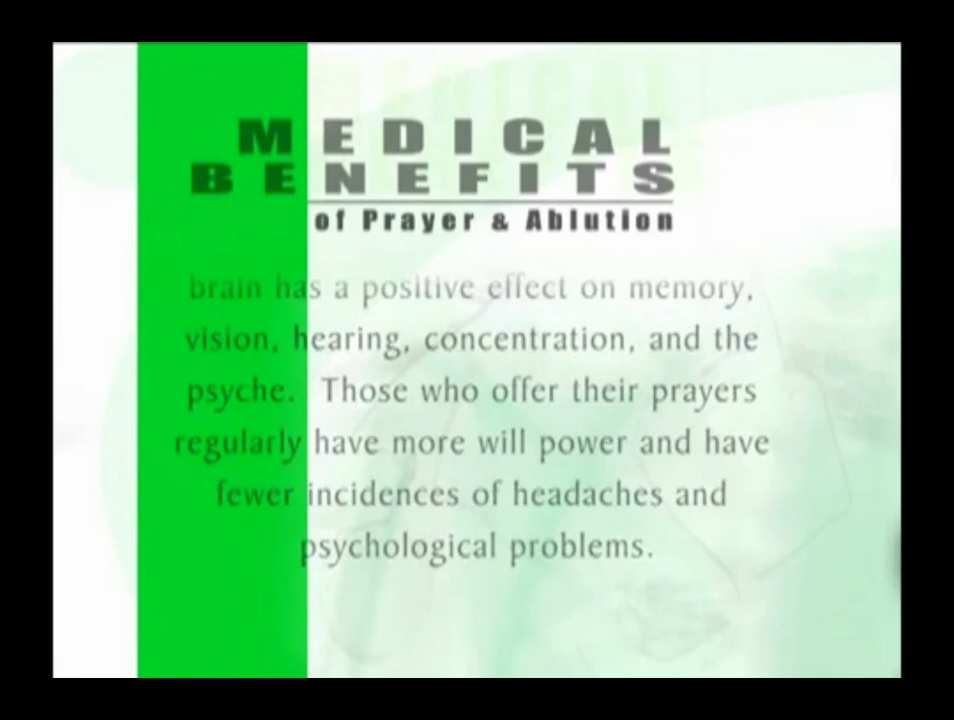 MEDICAL
BENEFITS
of Prayer & Ablution
brain has a positive effect on memory,
vision, hearing, concentration, and the
psyche. Those who offer their prayers
regularly have more will power and have
fewer incidences of headaches and
psychological problems.